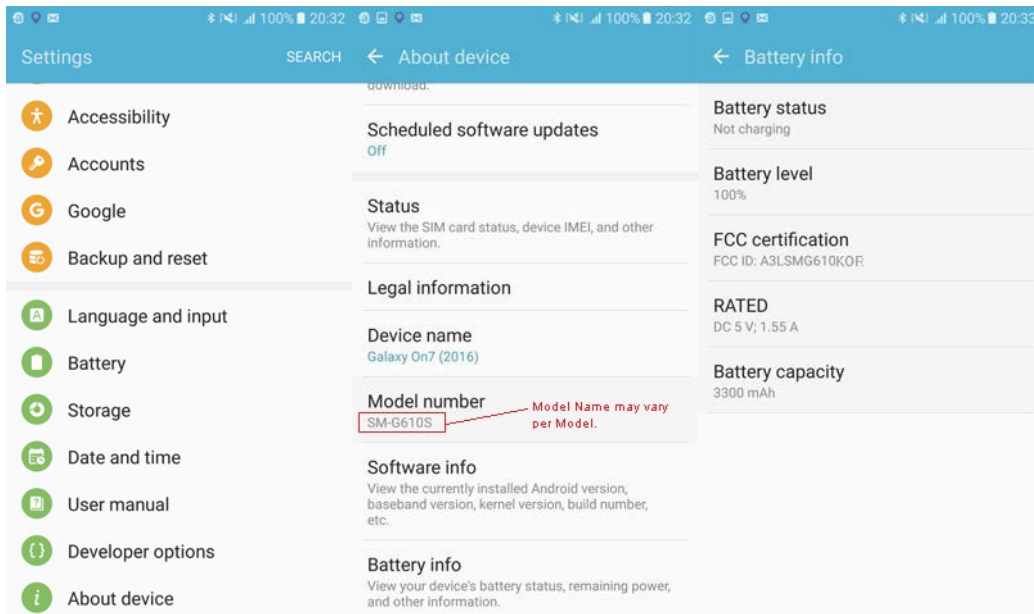 100% 20:32
Settings
SEARCH
Accessibility
Accounts
Google
Backup and reset
Language and input
Battery
Storage
Date and time
User manual
Developer options
About device
100% 20:32
About device
download.
Scheduled software updates
Off
Status
View the SIM card status, device IMEI, and other
information.
Legal information
Device name
Galaxy On7 (2016)
Model number
SM-G610S
Model Name may vary
per Model.
Software info
View the currently installed Android version,
baseband version, kernel version, build number,
etc.
Battery info
View your device's battery status, remaining power,
and other information.
100% 20:33
Battery info
Battery status
Not charging
Battery level
100%
FCC certification
FCC ID: A3LSMG610KOR
RATED
DC 5 V; 1.55 A
Battery capacity
3300 mAh